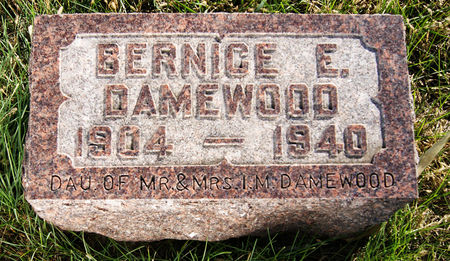 BERNICE E.
DAMEWOOD
1904 — 1940
DAU. OF MR. & MRS. I. M. DAMEWOOD